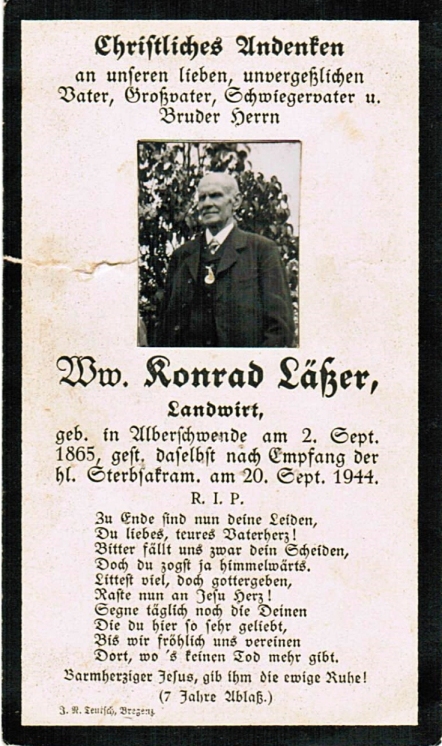 Christliches Andenken
an unseren lieben, unvergeßlichen
Vater, Großvater, Schwiegervater u.
Bruder Herrn
Ww. Konrad Läßer,
Landwirt,
geb. in Alberschwende am 2. Sept.
1865, gest. daselbst nach Empfang der
hl. Sterbsakram. am 20. Sept. 1944.
R. I. P.
Zu Ende sind nun deine Leiden,
Du liebes, teures Vaterherz!
Bitter fällt uns zwar dein Scheiden,
Doch du zogst ja himmelwärts.
Littest viel, doch gottergeben,
Raste nun an Jesu Herz!
Segne täglich noch die Deinen
Die du hier so sehr geliebt,
Bis wir fröhlich uns vereinen
Dort, wo 's keinen Tod mehr gibt.
Barmherziger Jesus, gib ihm die ewige Ruhe!
(7 Jahre Ablaß.)
J. N. Teutsch, Bregenz.